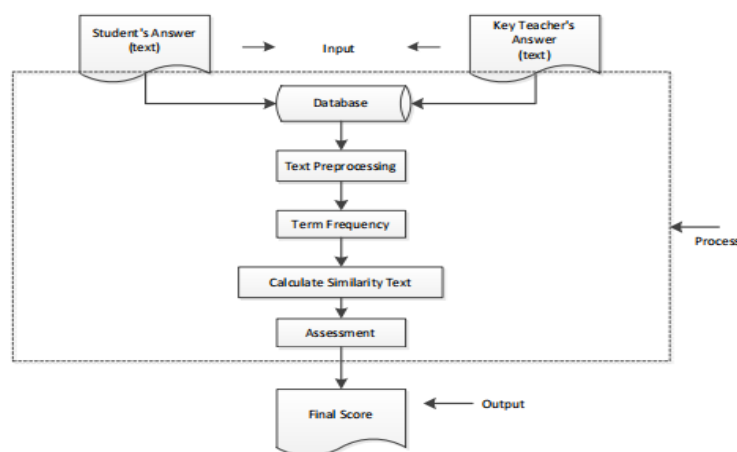 Student's Answer
(text)
Input
Key Teacher's
Answer
(text)
Database
Text Preprocessing
Term Frequency
Process
Calculate Similarity Text
Assessment
Final Score
Output